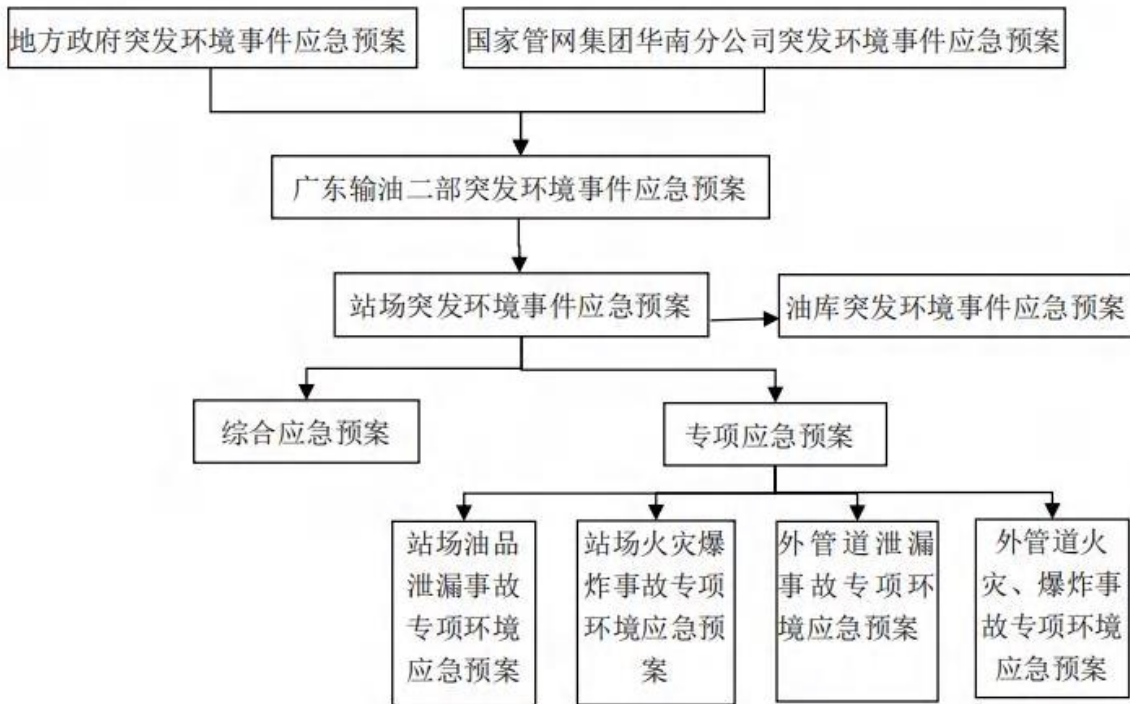 地方政府突发环境事件应急预案
国家管网集团华南分公司突发环境事件应急预案
广东输油二部突发环境事件应急预案
站场突发环境事件应急预案
油库突发环境事件应急预案
综合应急预案
专项应急预案
站场油品
泄漏事故
专项环境
应急预案
站场火灾爆
炸事故专项
环境应急预
案
外管道泄漏
事故专项环
境应急预案
外管道火
灾、爆炸事
故专项环境
应急预案